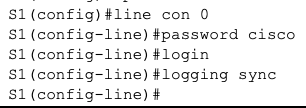 S1(config)#line con 0
S1(config-line)#password cisco
S1(config-line)#login
S1(config-line)#logging sync
S1(config-line)#